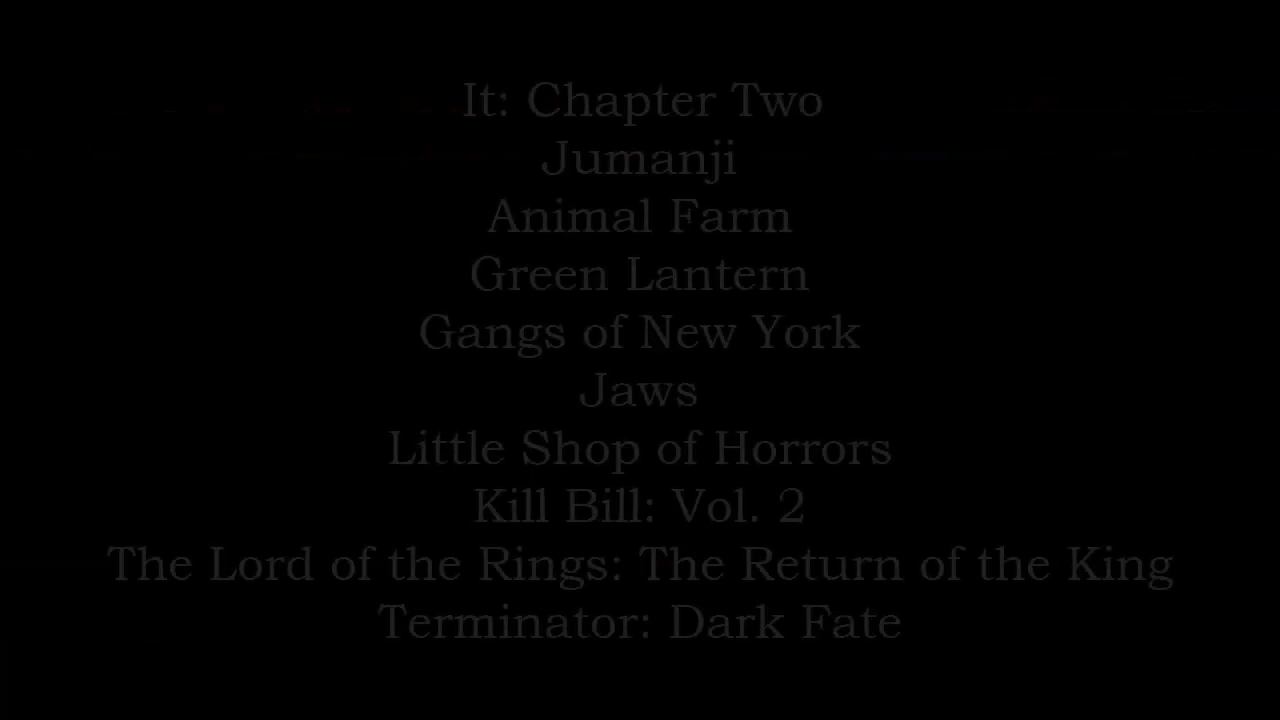 It: Chapter Two
Jumanji
Animal Farm
Green Lantern
Gangs of New York
Jaws
Little Shop of Horrors
Kill Bill: Vol. 2
The Lord of the Rings: The Return of the King
Terminator: Dark Fate